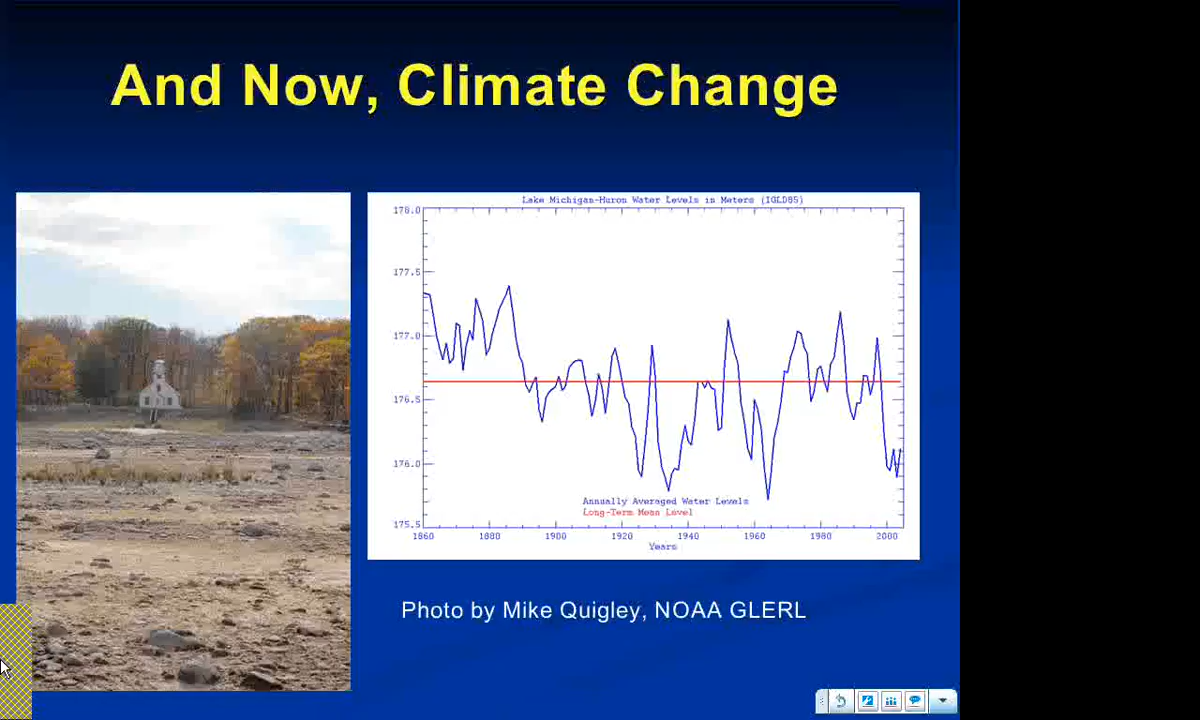 And Now, Climate Change
Lake Michigan-Huron Water Levels in Meters (IGLD85)
178.0
177.5
177.0
176.5
176.0
175.5
1860 1880 1900 1920 1940 1960 1980 2000
Years
Annually Averaged Water Levels
Long-Term Mean Level
Photo by Mike Quigley, NOAA GLERL